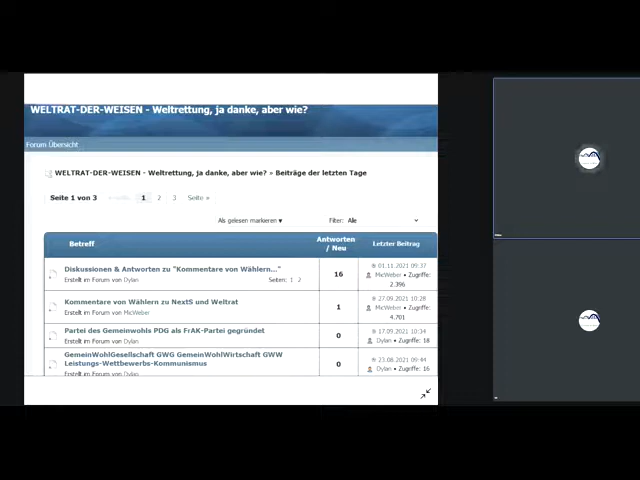 WELTRAT-DER-WEISEN - Weltrettung, ja danke, aber wie?
Forum Übersicht
WELTRAT-DER-WEISEN - Weltrettung, ja danke, aber wie? » Beiträge der letzten Tage
Seite 1 von 3 1 2 3 Seite »
Als gelesen markieren ▾ Filter: Alle
Betreff Antworten / Neu Letzter Beitrag
Diskussionen & Antworten zu "Kommentare von Wählern..."
Erstellt im Forum von Dylan Seiten: 1 2
16
01.11.2021 09:37
MicWeber • Zugriffe:
2.396
Kommentare von Wählern zu NextS und Weltrat
Erstellt im Forum von MicWeber
1
27.09.2021 10:28
MicWeber • Zugriffe:
4.701
Partei des Gemeinwohls PDG als FrAK-Partei gegründet
Erstellt im Forum von Dylan
0
17.09.2021 10:34
Dylan • Zugriffe: 18
GemeinWohlGesellschaft GWG GemeinWohlWirtschaft GWW
Leistungs-Wettbewerbs-Kommunismus
Erstellt im Forum von Dylan
0
23.08.2021 09:44
Dylan • Zugriffe: 16